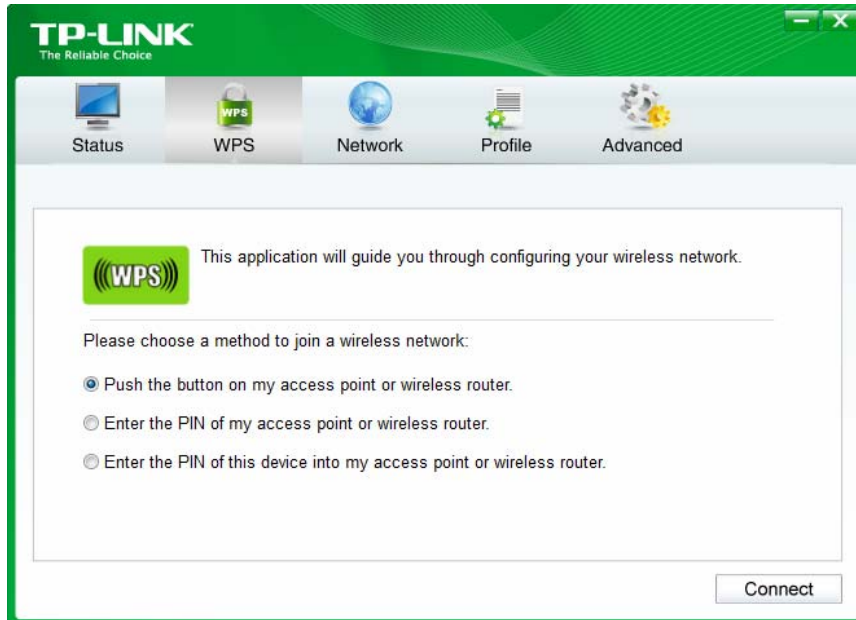 TP-LINK
The Reliable Choice
WPS
Status WPS Network Profile Advanced
(((WPS)))
This application will guide you through configuring your wireless network.
Please choose a method to join a wireless network:
Push the button on my access point or wireless router.
Enter the PIN of my access point or wireless router.
Enter the PIN of this device into my access point or wireless router.
Connect